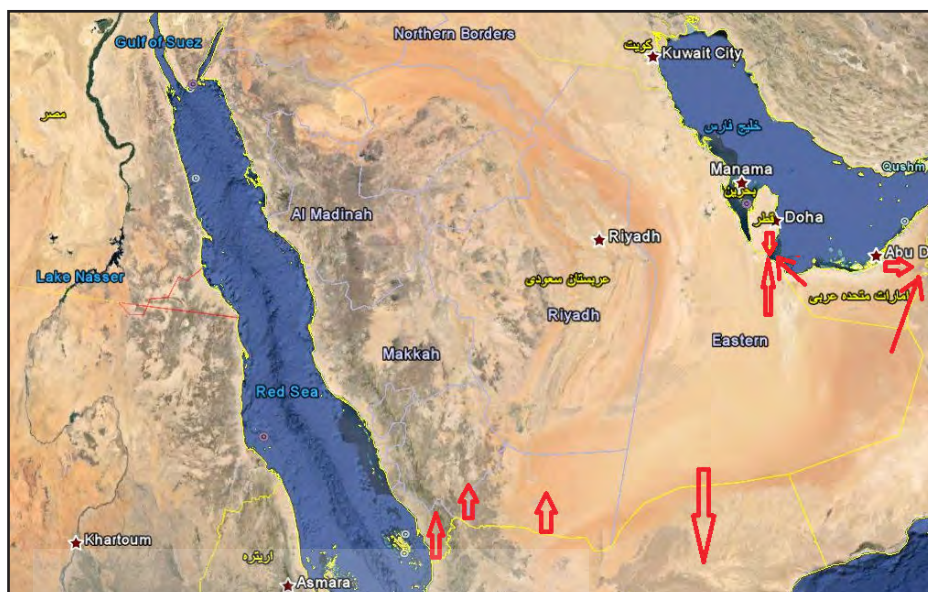 Gulf of Suez
Northern Borders
کویت
Kuwait City
مصر
خلیج فارس
Qushm
Manama
بحرین
Al Madinah
قطر
Doha
Riyadh
Abu D
Lake Nasser
عربستان سعودی
امارات متحده عربی
Riyadh
Eastern
Makkah
Red Sea
Khartoum
اریتره
Asmara